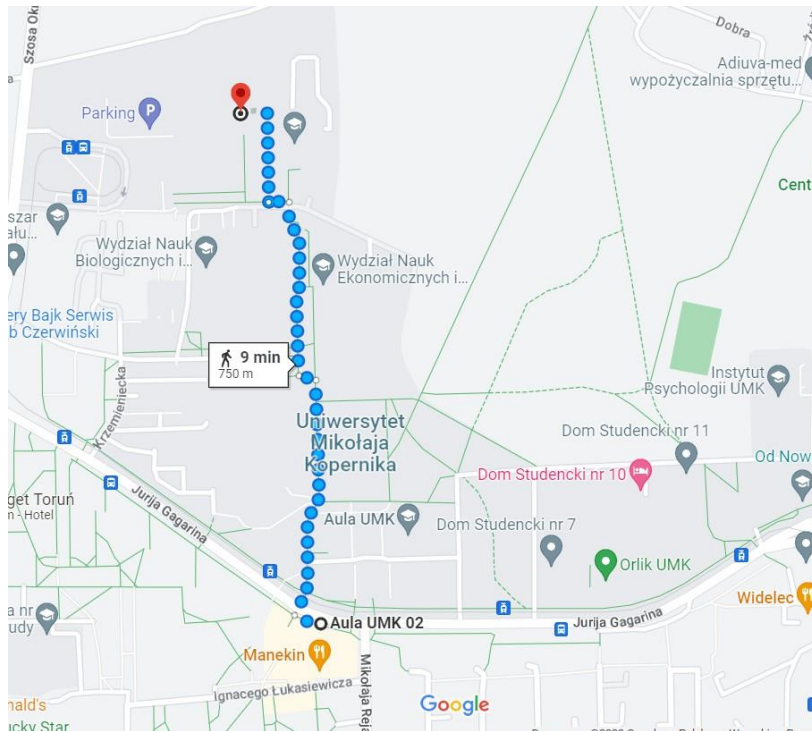 Szosa Okr
Dobra
Adiuva-med
wypożyczalnia sprzętu...
Parking
P
Cent
szar
ału...
Wydział Nauk
Biologicznych i...
Wydział Nauk
Ekonomicznych i...
ery Bajk Serwis
b Czerwiński
9 min
750 m
Instytut
Psychologii UMK
Krzemieniecka
Uniwersytet
Mikołaja
Kopernika
Dom Studencki nr 11
Od Now
Dom Studencki nr 10
get Toruń
m - Hotel
Jurija Gagarina
Aula UMK
Dom Studencki nr 7
Orlik UMK
Widelec
a nr
udy
Aula UMK 02
Jurija Gagarina
Manekin
Mikołaja Reja
Ignacego Łukasiewicza
nald's
ucky Star
Google